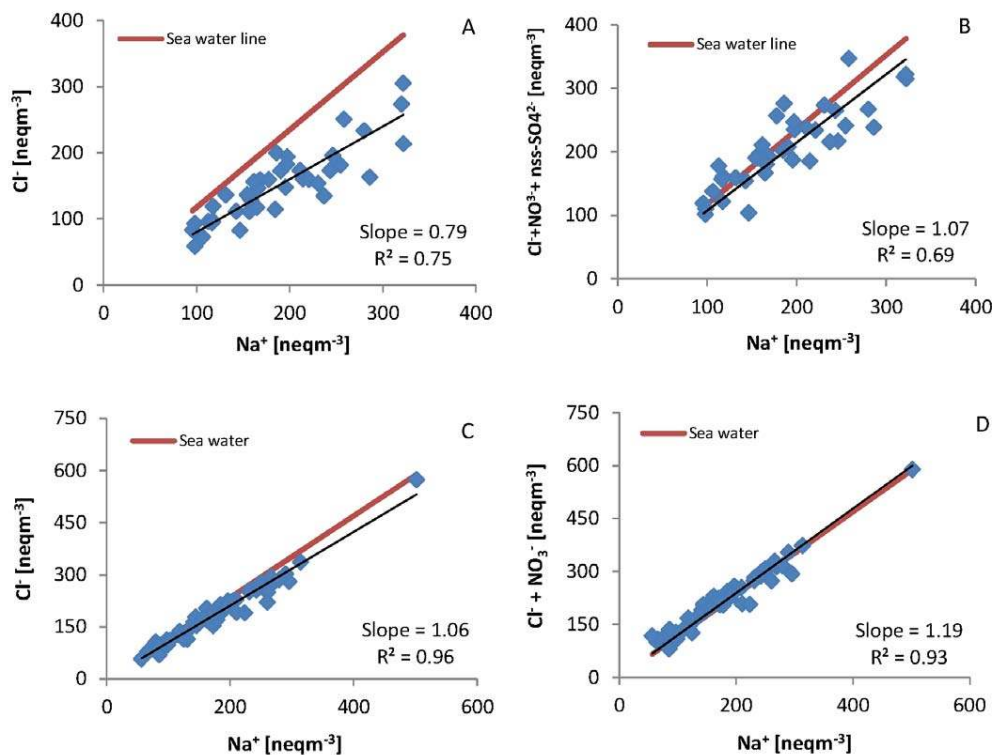 A
Sea water line
Cl⁻ [neqm⁻³]
400
300
200
100
0
Slope = 0.79
R² = 0.75
0 100 200 300 400
Na⁺ [neqm⁻³]
B
Sea water line
Cl⁻+NO³⁻+ nss-SO4²⁻ [neqm⁻³]
400
300
200
100
0
Slope = 1.07
R² = 0.69
0 100 200 300 400
Na⁺ [neqm⁻³]
C
Sea water
Cl⁻ [neqm⁻³]
750
600
450
300
150
0
Slope = 1.06
R² = 0.96
0 200 400 600
Na⁺ [neqm⁻³]
D
Sea water
Cl⁻ + NO₃⁻ [neqm⁻³]
750
600
450
300
150
0
Slope = 1.19
R² = 0.93
0 200 400 600
Na⁺ [neqm⁻³]